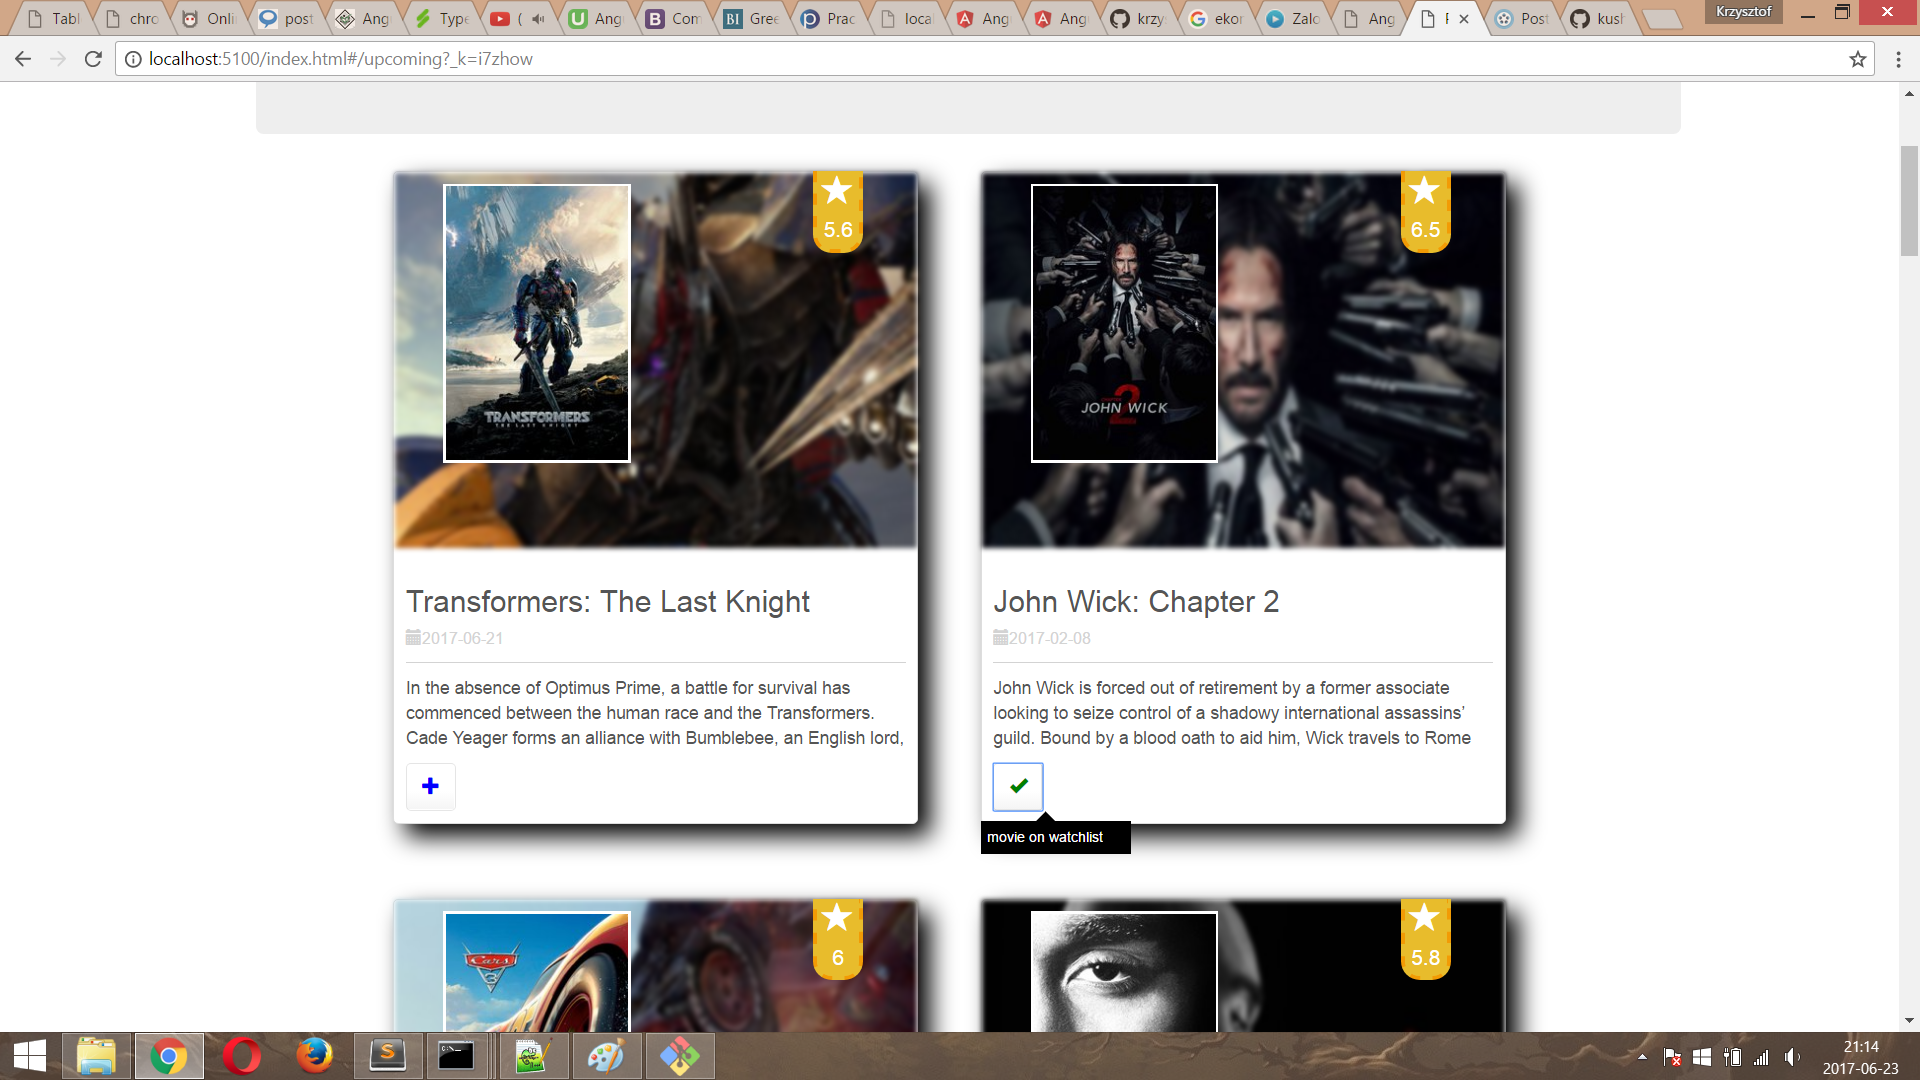 Tabl
chro
Onli
post
Ang
Type
(
Ang
Com
Gree
Prac
loca
Ang
Ang
krzy
ekor
Zalo
Ang
Post
kush
Krzysztof
localhost:5100/index.html#/upcoming?_k=i7zhow
5.6
TRANSFORMERS
THE LAST KNIGHT
6.5
2
JOHN WICK
Transformers: The Last Knight
2017-06-21
In the absence of Optimus Prime, a battle for survival has
commenced between the human race and the Transformers.
Cade Yeager forms an alliance with Bumblebee, an English lord,
John Wick: Chapter 2
2017-02-08
John Wick is forced out of retirement by a former associate
looking to seize control of a shadowy international assassins’
guild. Bound by a blood oath to aid him, Wick travels to Rome
movie on watchlist
Cars
3
6
5.8
21:14
2017-06-23